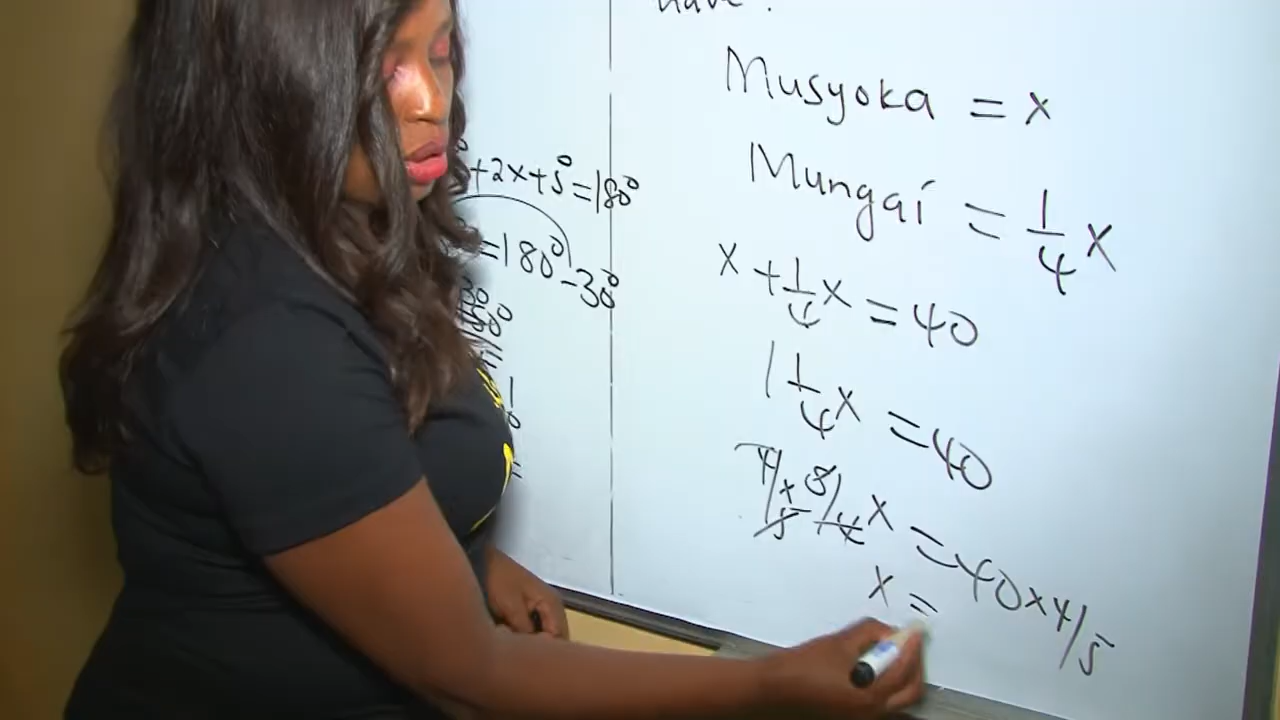 have.
Musyoka = x
Mungai = 1/4 x
x + 1/4 x = 40
1 1/4 x = 40
4/5 x 5/4 x = 40 x 4/5
x =
+2x+5° = 180°
= 180° - 30°